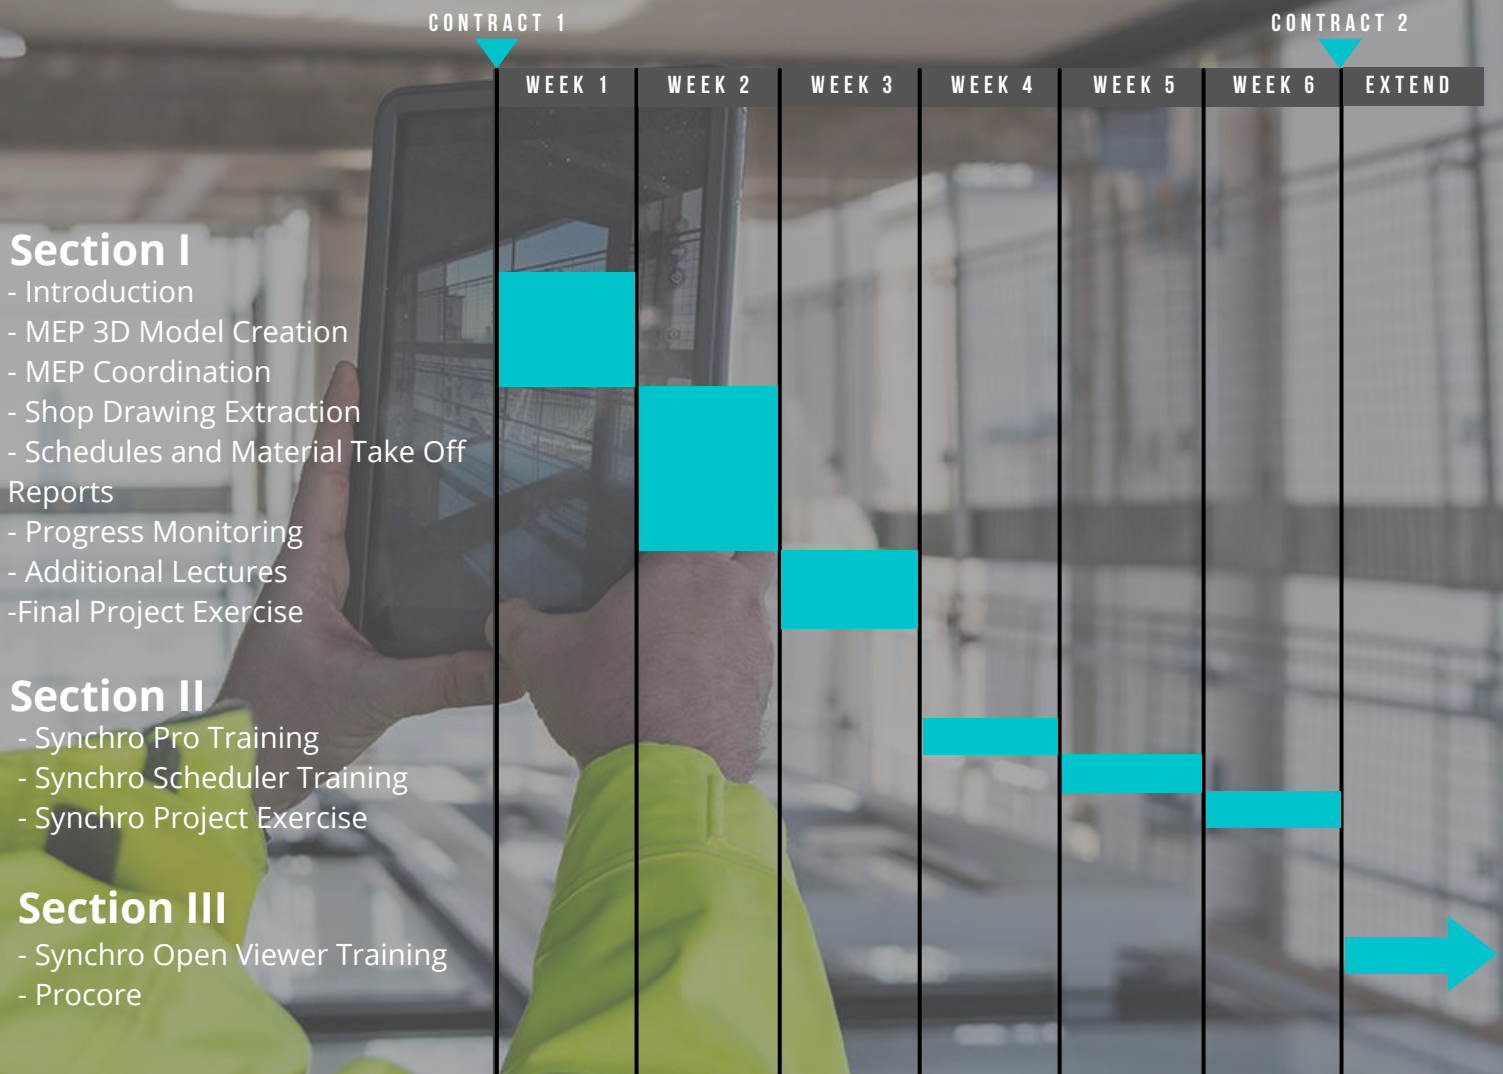 CONTRACT 1
CONTRACT 2
WEEK 1
WEEK 2
WEEK 3
WEEK 4
WEEK 5
WEEK 6
EXTEND
Section I
- Introduction
- MEP 3D Model Creation
- MEP Coordination
- Shop Drawing Extraction
- Schedules and Material Take Off
Reports
- Progress Monitoring
- Additional Lectures
-Final Project Exercise
Section II
- Synchro Pro Training
- Synchro Scheduler Training
- Synchro Project Exercise
Section III
- Synchro Open Viewer Training
- Procore